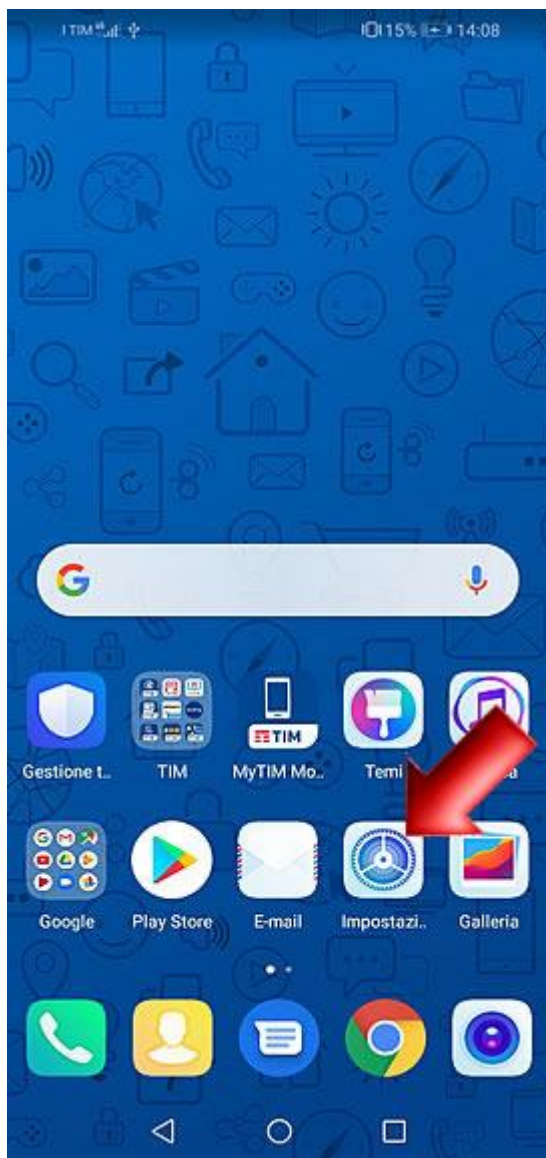 TIM 15% 14:08
TIM
Gestione t.. TIM MyTIM Mo.. Temi
Google Play Store E-mail Impostazi.. Galleria